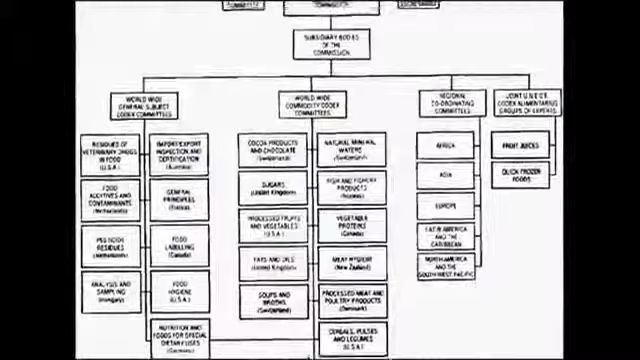 SUBSIDIARY BODIES
OF THE
COMMISSION
WORLD WIDE
GENERAL SUBJECT
CODEX COMMITTEES
WORLD WIDE
COMMODITY CODEX
COMMITTEES
REGIONAL
CO-ORDINATING
COMMITTEES
JOINT U.N.E.C.E.
CODEX ALIMENTARIUS
GROUPS OF EXPERTS
RESIDUES OF
VETERINARY DRUGS
IN FOOD
(U.S.A.)
IMPORT/EXPORT
INSPECTION AND
CERTIFICATION
(Australia)
COCOA PRODUCTS
AND CHOCOLATE
(Switzerland)
NATURAL MINERAL
WATERS
(Switzerland)
AFRICA
FRUIT JUICES
FOOD
ADDITIVES AND
CONTAMINANTS
(Netherlands)
GENERAL
PRINCIPLES
(France)
SUGARS
(United Kingdom)
FISH AND FISHERY
PRODUCTS
(Norway)
ASIA
QUICK FROZEN
FOODS
PESTICIDE
RESIDUES
(Netherlands)
FOOD
LABELLING
(Canada)
PROCESSED FRUITS
AND VEGETABLES
(U.S.A.)
VEGETABLE
PROTEINS
(Canada)
EUROPE
LATIN AMERICA
AND THE
CARIBBEAN
ANALYSIS AND
SAMPLING
(Hungary)
FOOD
HYGIENE
(U.S.A.)
FATS AND OILS
(United Kingdom)
MEAT HYGIENE
(New Zealand)
NORTH AMERICA
AND THE
SOUTH WEST PACIFIC
SOUPS AND
BROTHS
(Switzerland)
PROCESSED MEAT AND
POULTRY PRODUCTS
(Denmark)
NUTRITION AND
FOODS FOR SPECIAL
DIETARY USES
(Germany)
CEREALS, PULSES
AND LEGUMES
(U.S.A.)